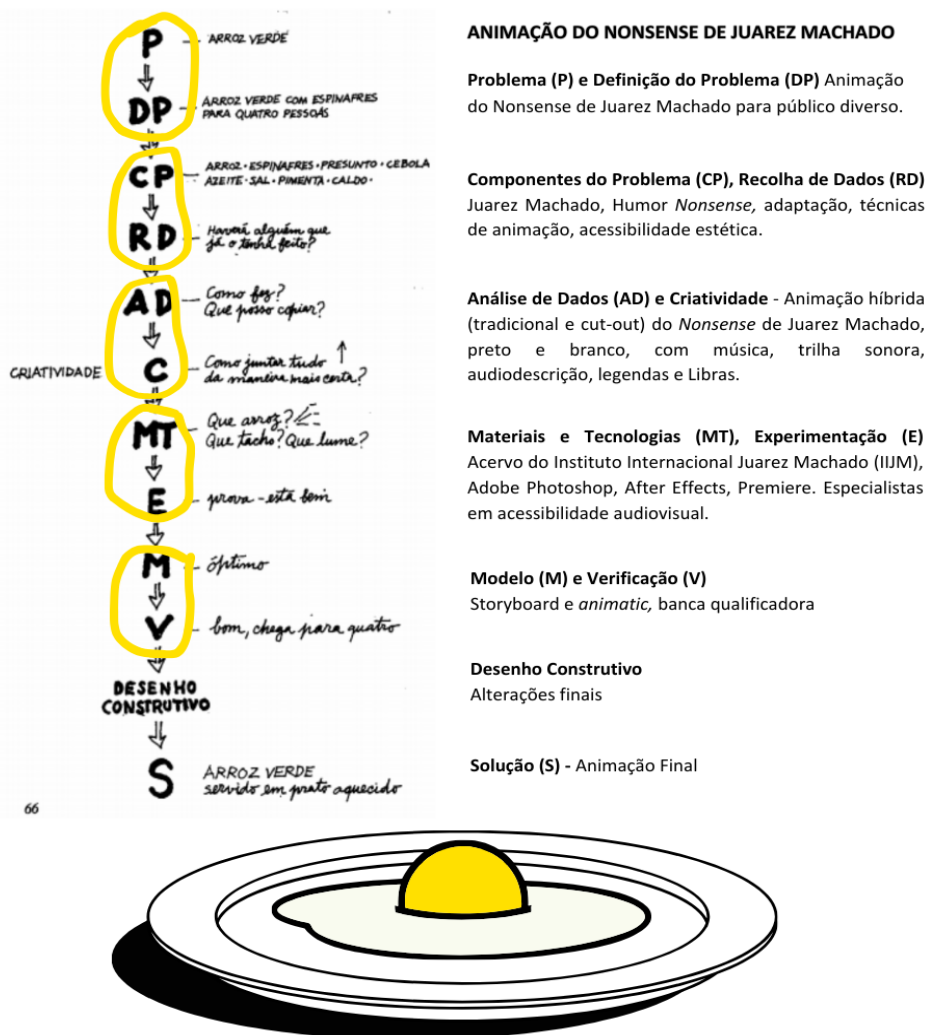 P
ARROZ VERDE
DP
ARROZ VERDE COM ESPINAFRES
PARA QUATRO PESSOAS
CP
ARROZ · ESPINAFRES · PRESUNTO · CEBOLA
AZEITE · SAL · PIMENTA · CALDO ·
RD
Haverá alguém que
já o tenha feito?
AD
Como fez?
Que posso copiar?
CRIATIVIDADE
C
Como juntar tudo
da maneira mais certa?
MT
Que arroz?
Que tacho? Que lume?
E
prova - está bem
M
óptimo
V
bom, chega para quatro
DESENHO
CONSTRUTIVO
S
ARROZ VERDE
servido em prato aquecido
66
ANIMAÇÃO DO NONSENSE DE JUAREZ MACHADO
Problema (P) e Definição do Problema (DP) Animação
do Nonsense de Juarez Machado para público diverso.
Componentes do Problema (CP), Recolha de Dados (RD)
Juarez Machado, Humor Nonsense, adaptação, técnicas
de animação, acessibilidade estética.
Análise de Dados (AD) e Criatividade - Animação híbrida
(tradicional e cut-out) do Nonsense de Juarez Machado,
preto e branco, com música, trilha sonora,
audiodescrição, legendas e Libras.
Materiais e Tecnologias (MT), Experimentação (E)
Acervo do Instituto Internacional Juarez Machado (IIJM),
Adobe Photoshop, After Effects, Premiere. Especialistas
em acessibilidade audiovisual.
Modelo (M) e Verificação (V)
Storyboard e animatic, banca qualificadora
Desenho Construtivo
Alterações finais
Solução (S) - Animação Final